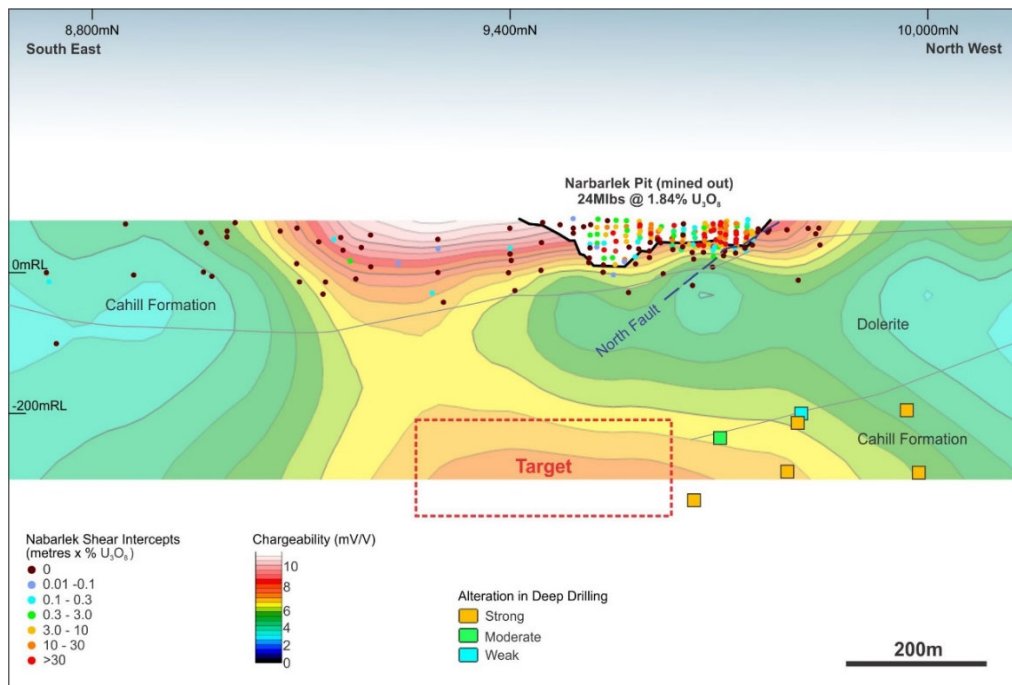 8,800mN
9,400mN
10,000mN
South East
North West
Narbarlek Pit (mined out)
24Mlbs @ 1.84% U₃O₈
0mRL
Cahill Formation
North Fault
Dolerite
-200mRL
Cahill Formation
Target
Nabarlek Shear Intercepts
(metres x % U₃O₈)
0
0.01 -0.1
0.1 - 0.3
0.3 - 3.0
3.0 - 10
10 - 30
>30
Chargeability (mV/V)
10
8
6
4
2
0
Alteration in Deep Drilling
Strong
Moderate
Weak
200m